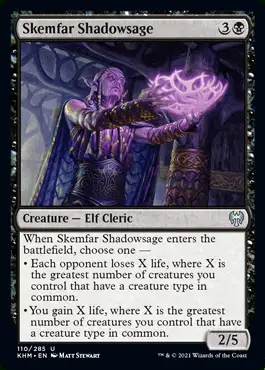 Skemfar Shadowsage 3
Creature — Elf Cleric
When Skemfar Shadowsage enters the
battlefield, choose one —
• Each opponent loses X life, where X is
the greatest number of creatures you
control that have a creature type in
common.
• You gain X life, where X is the greatest
number of creatures you control that
have a creature type in common.
2/5
110/285 U
KHM • EN Matt Stewart ™ & © 2021 Wizards of the Coast